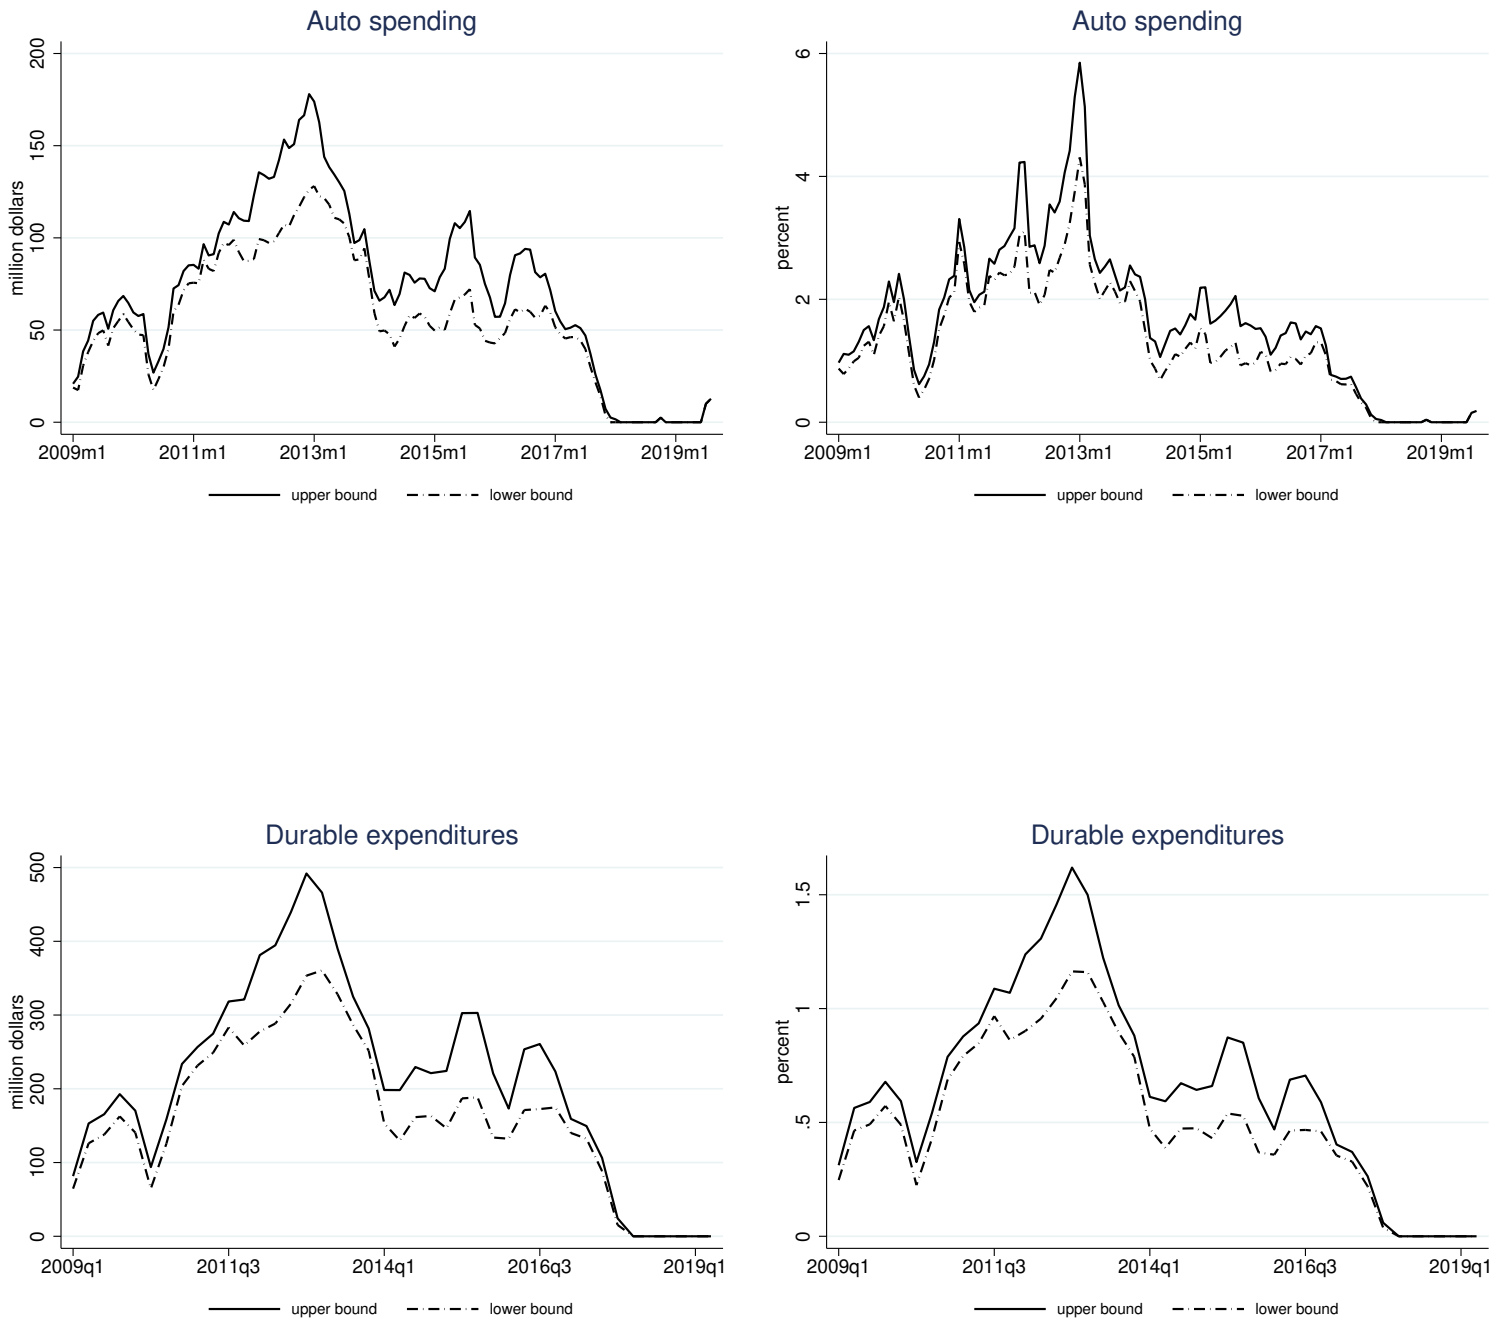 Auto spending
million dollars
200
150
100
50
0
2009m1 2011m1 2013m1 2015m1 2017m1 2019m1
upper bound lower bound
Auto spending
percent
6
4
2
0
2009m1 2011m1 2013m1 2015m1 2017m1 2019m1
upper bound lower bound
Durable expenditures
million dollars
500
400
300
200
100
0
2009q1 2011q3 2014q1 2016q3 2019q1
upper bound lower bound
Durable expenditures
percent
1.5
1
.5
0
2009q1 2011q3 2014q1 2016q3 2019q1
upper bound lower bound